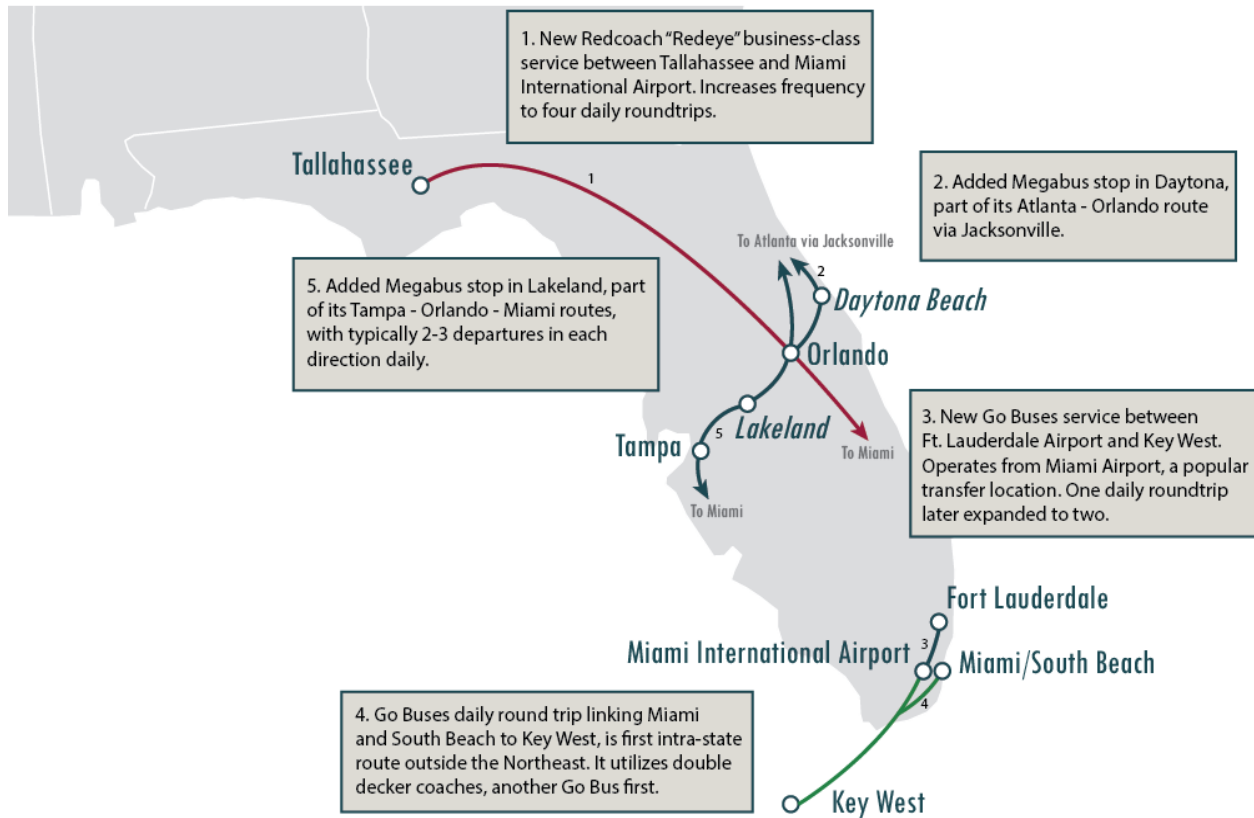 1. New Redcoach “Redeye” business-class
service between Tallahassee and Miami
International Airport. Increases frequency
to four daily roundtrips.
Tallahassee
1
2. Added Megabus stop in Daytona,
part of its Atlanta - Orlando route
via Jacksonville.
To Atlanta via Jacksonville
2
Daytona Beach
5. Added Megabus stop in Lakeland, part
of its Tampa - Orlando - Miami routes,
with typically 2-3 departures in each
direction daily.
Orlando
Lakeland
5
Tampa
To Miami
To Miami
3. New Go Buses service between
Ft. Lauderdale Airport and Key West.
Operates from Miami Airport, a popular
transfer location. One daily roundtrip
later expanded to two.
Fort Lauderdale
3
Miami International Airport
Miami/South Beach
4
4. Go Buses daily round trip linking Miami
and South Beach to Key West, is first intra-state
route outside the Northeast. It utilizes double
decker coaches, another Go Bus first.
Key West